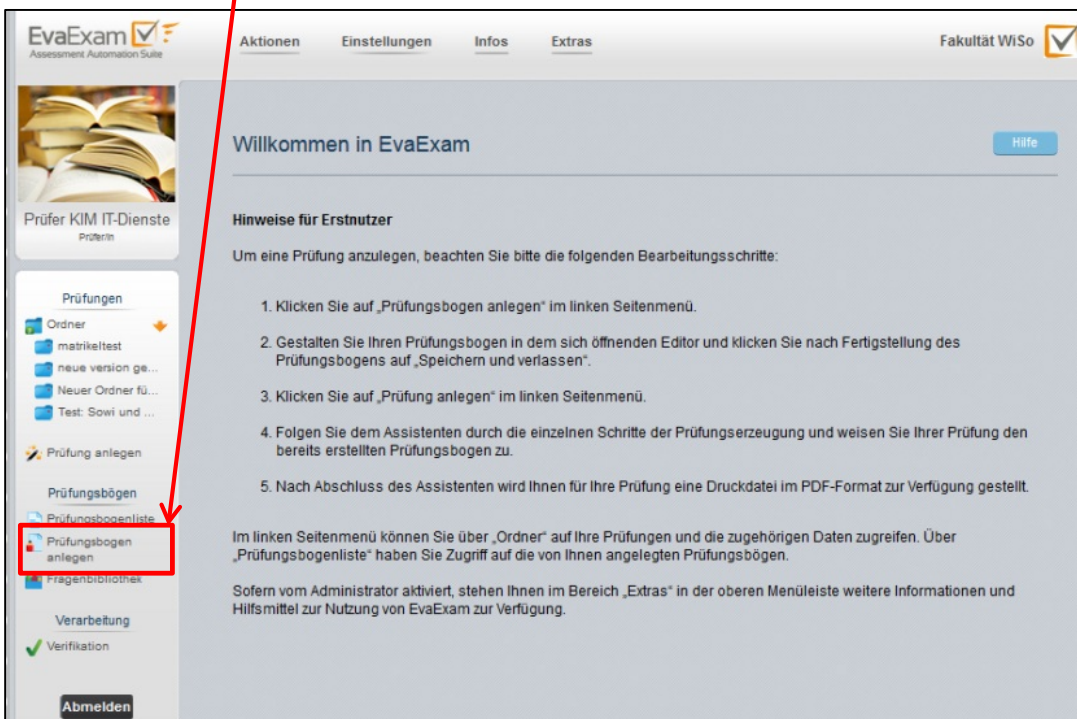 EvaExam
Assessment Automation Suite
Aktionen Einstellungen Infos Extras
Fakultät WiSo
Prüfer KIM IT-Dienste
Prüfer/in
Prüfungen
Ordner
matrikeltest
neue version ge...
Neuer Ordner fü...
Test: Sowi und ...
Prüfung anlegen
Prüfungsbögen
Prüfungsbogenliste
Prüfungsbogen
anlegen
Fragenbibliothek
Verarbeitung
Verifikation
Abmelden
Willkommen in EvaExam
Hilfe
Hinweise für Erstnutzer
Um eine Prüfung anzulegen, beachten Sie bitte die folgenden Bearbeitungsschritte:
1. Klicken Sie auf „Prüfungsbogen anlegen“ im linken Seitenmenü.
2. Gestalten Sie Ihren Prüfungsbogen in dem sich öffnenden Editor und klicken Sie nach Fertigstellung des
Prüfungsbogens auf „Speichern und verlassen“.
3. Klicken Sie auf „Prüfung anlegen“ im linken Seitenmenü.
4. Folgen Sie dem Assistenten durch die einzelnen Schritte der Prüfungserzeugung und weisen Sie Ihrer Prüfung den
bereits erstellten Prüfungsbogen zu.
5. Nach Abschluss des Assistenten wird Ihnen für Ihre Prüfung eine Druckdatei im PDF-Format zur Verfügung gestellt.
Im linken Seitenmenü können Sie über „Ordner“ auf Ihre Prüfungen und die zugehörigen Daten zugreifen. Über
„Prüfungsbogenliste“ haben Sie Zugriff auf die von Ihnen angelegten Prüfungsbögen.
Sofern vom Administrator aktiviert, stehen Ihnen im Bereich „Extras“ in der oberen Menüleiste weitere Informationen und
Hilfsmittel zur Nutzung von EvaExam zur Verfügung.